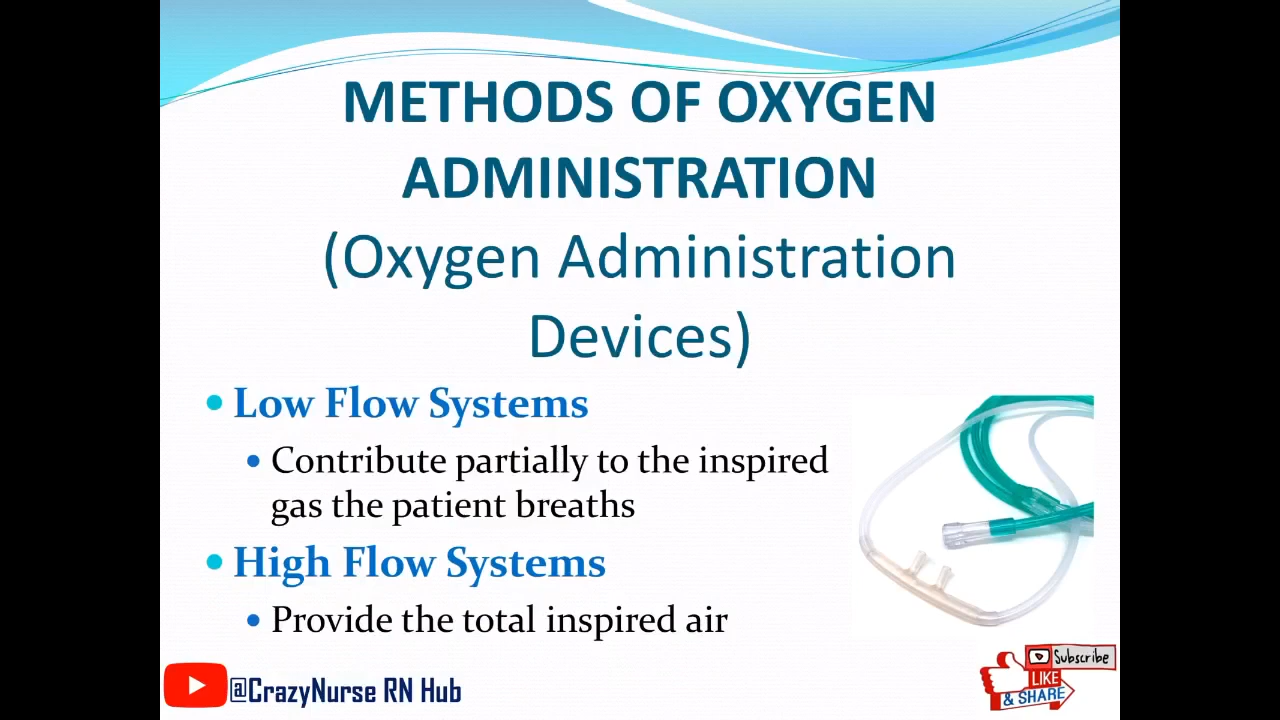 METHODS OF OXYGEN
ADMINISTRATION
(Oxygen Administration
Devices)
• Low Flow Systems
• Contribute partially to the inspired
gas the patient breaths
• High Flow Systems
• Provide the total inspired air
@CrazyNurse RN Hub
Subscribe
LIKE
& SHARE